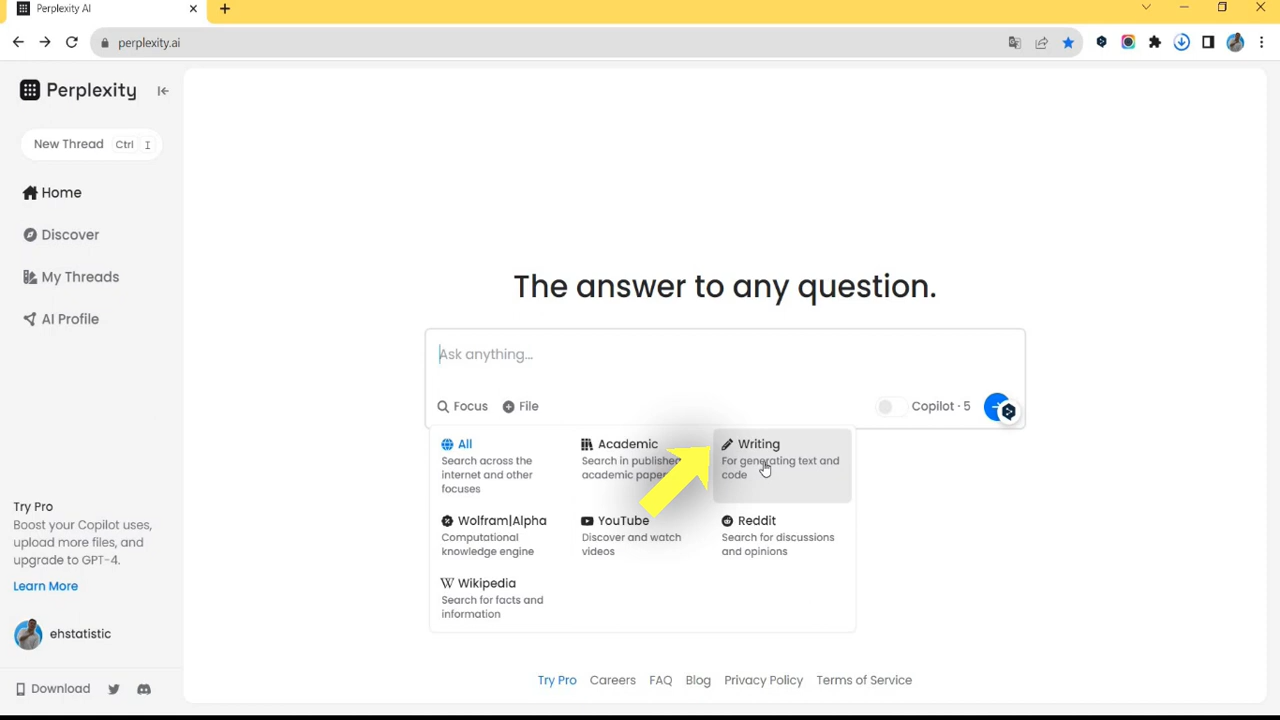 Perplexity AI
perplexity.ai
Perplexity
New Thread Ctrl I
Home
Discover
My Threads
AI Profile
The answer to any question.
Ask anything...
Focus File Copilot · 5
All
Search across the
internet and other
focuses
Academic
Search in published
academic paper
Writing
For generating text and
code
Wolfram|Alpha
Computational
knowledge engine
YouTube
Discover and watch
videos
Reddit
Search for discussions
and opinions
Wikipedia
Search for facts and
information
Try Pro
Boost your Copilot uses,
upload more files, and
upgrade to GPT-4.
Learn More
ehstatistic
Download
Try Pro Careers FAQ Blog Privacy Policy Terms of Service